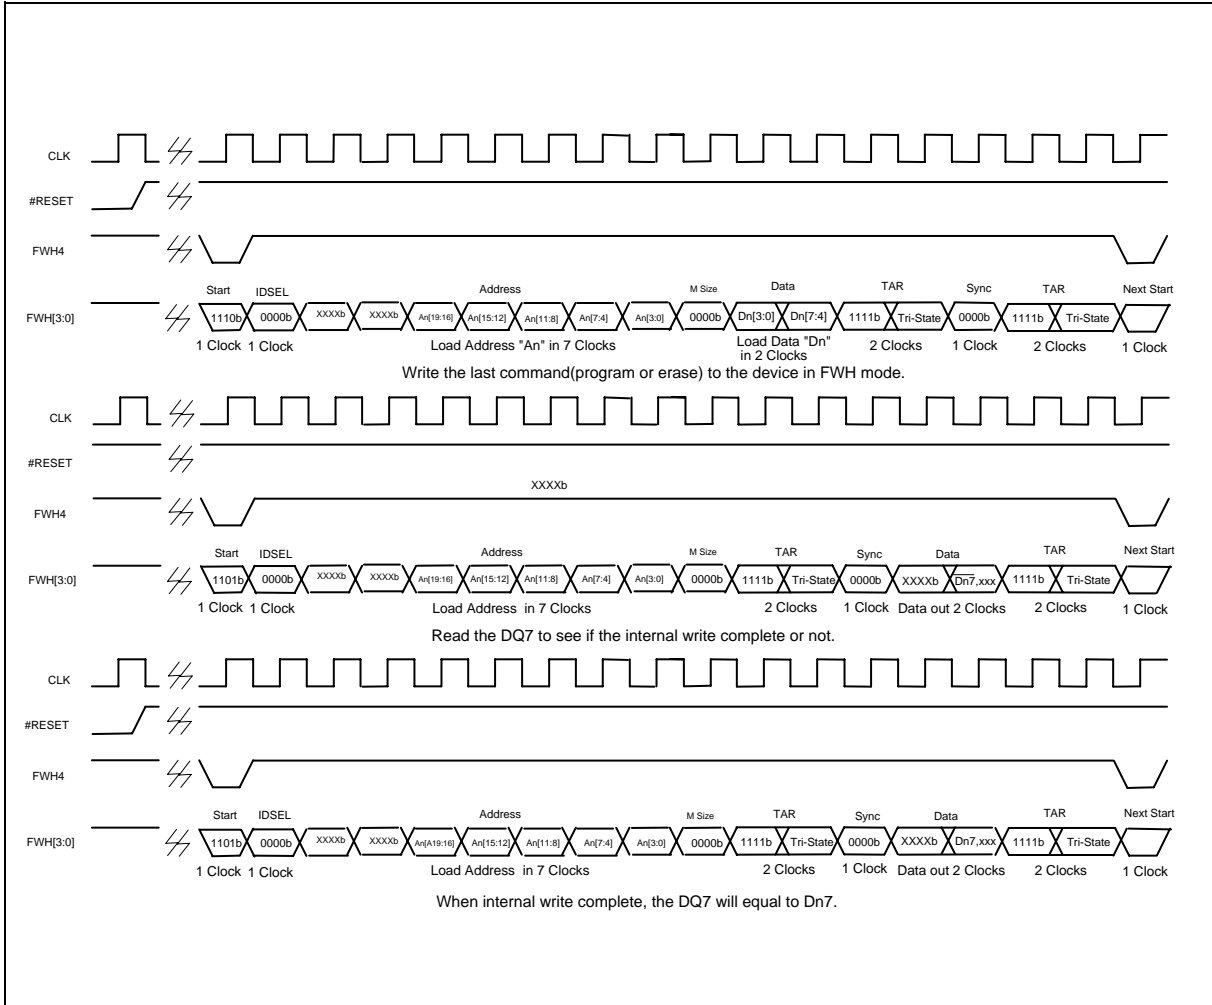 CLK
#RESET
FWH4
Start IDSEL Address M Size Data TAR Sync TAR Next Start
FWH[3:0] 1110b 0000b XXXXb XXXXb An[19:16] An[15:12] An[11:8] An[7:4] An[3:0] 0000b Dn[3:0] Dn[7:4] 1111b Tri-State 0000b 1111b Tri-State
1 Clock 1 Clock Load Address "An" in 7 Clocks Load Data "Dn" in 2 Clocks 2 Clocks 1 Clock 2 Clocks 1 Clock
Write the last command(program or erase) to the device in FWH mode.
CLK
#RESET
XXXXb
FWH4
Start IDSEL Address M Size TAR Sync Data TAR Next Start
FWH[3:0] 1101b 0000b XXXXb XXXXb An[19:16] An[15:12] An[11:8] An[7:4] An[3:0] 0000b 1111b Tri-State 0000b XXXXb Dn7,xxx 1111b Tri-State
1 Clock 1 Clock Load Address in 7 Clocks 2 Clocks 1 Clock Data out 2 Clocks 2 Clocks 1 Clock
Read the DQ7 to see if the internal write complete or not.
CLK
#RESET
FWH4
Start IDSEL Address M Size TAR Sync Data TAR Next Start
FWH[3:0] 1101b 0000b XXXXb XXXXb An[A19:16] An[15:12] An[11:8] An[7:4] An[3:0] 0000b 1111b Tri-State 0000b XXXXb Dn7,xxx 1111b Tri-State
1 Clock 1 Clock Load Address in 7 Clocks 2 Clocks 1 Clock Data out 2 Clocks 2 Clocks 1 Clock
When internal write complete, the DQ7 will equal to Dn7.